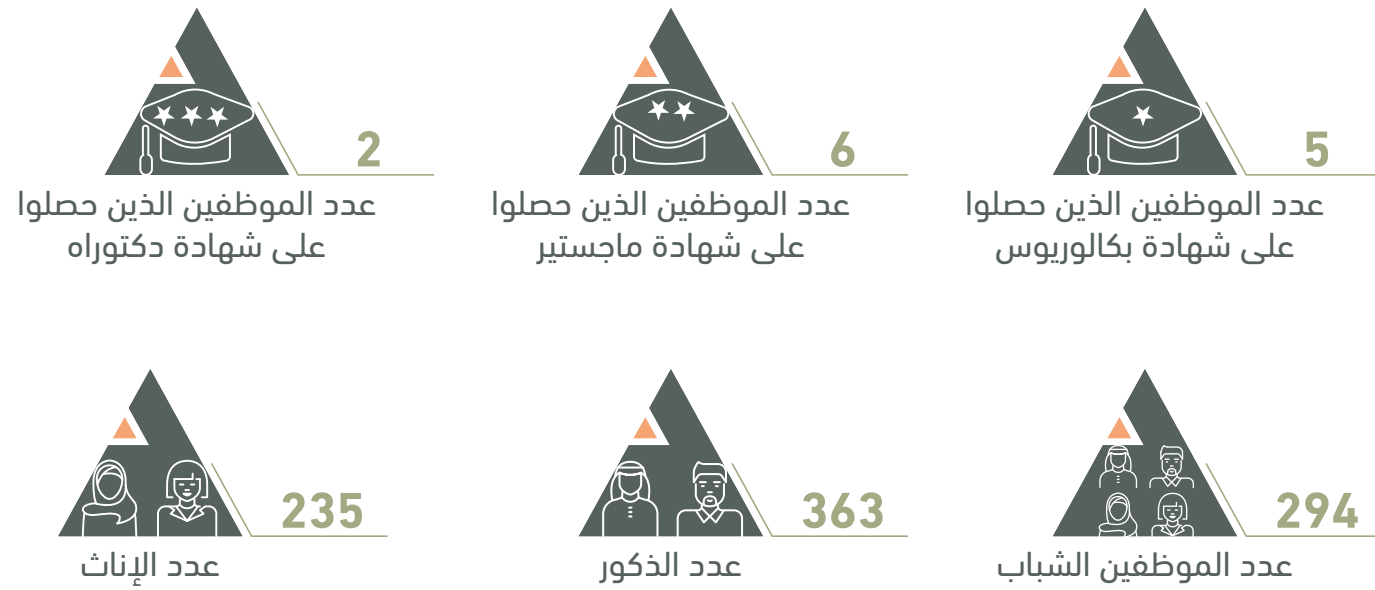 5
عدد الموظفين الذين حصلوا
على شهادة بكالوريوس
6
عدد الموظفين الذين حصلوا
على شهادة ماجستير
2
عدد الموظفين الذين حصلوا
على شهادة دكتوراه
294
عدد الموظفين الشباب
363
عدد الذكور
235
عدد الإناث